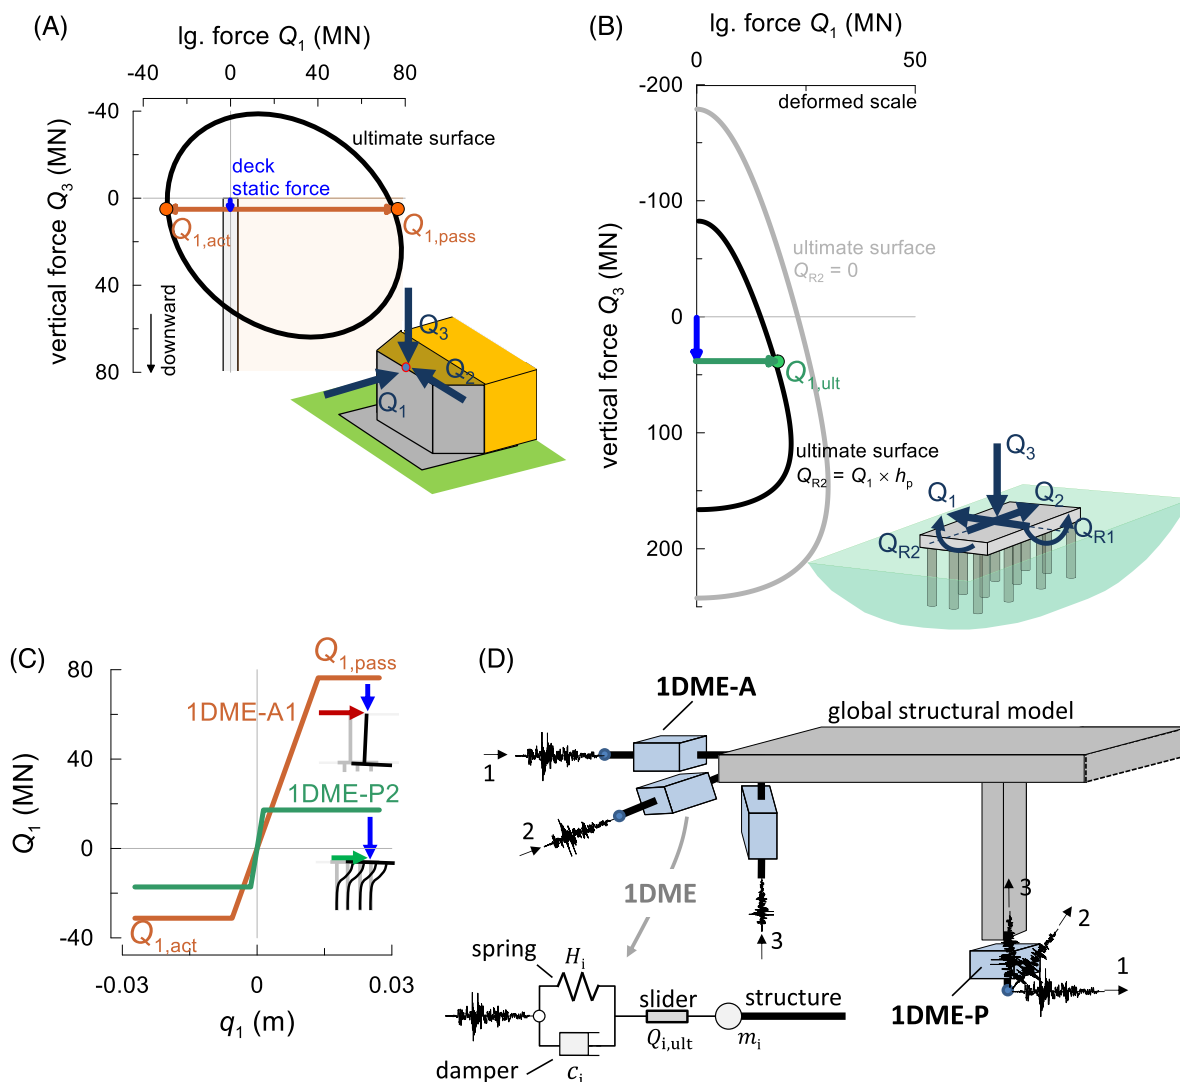 (A)
lg. force Q1 (MN)
-40 0 40 80
-40
0
40
80
vertical force Q3 (MN)
downward
ultimate surface
deck
static force
Q1,act
Q1,pass
Q3
Q2
Q1
(B)
lg. force Q1 (MN)
0 50
deformed scale
-200
-100
0
100
200
vertical force Q3 (MN)
ultimate surface
QR2 = 0
Q1,ult
ultimate surface
QR2 = Q1 × hp
Q3
Q1 Q2
QR2 QR1
(C)
80
40
0
-40
Q1 (MN)
Q1,pass
1DME-A1
1DME-P2
Q1,act
-0.03 0 0.03
q1 (m)
(D)
1DME-A
global structural model
1
2
3
1DME
3
2
1
1DME-P
spring
Hi
slider
structure
Qi,ult
mi
damper
ci